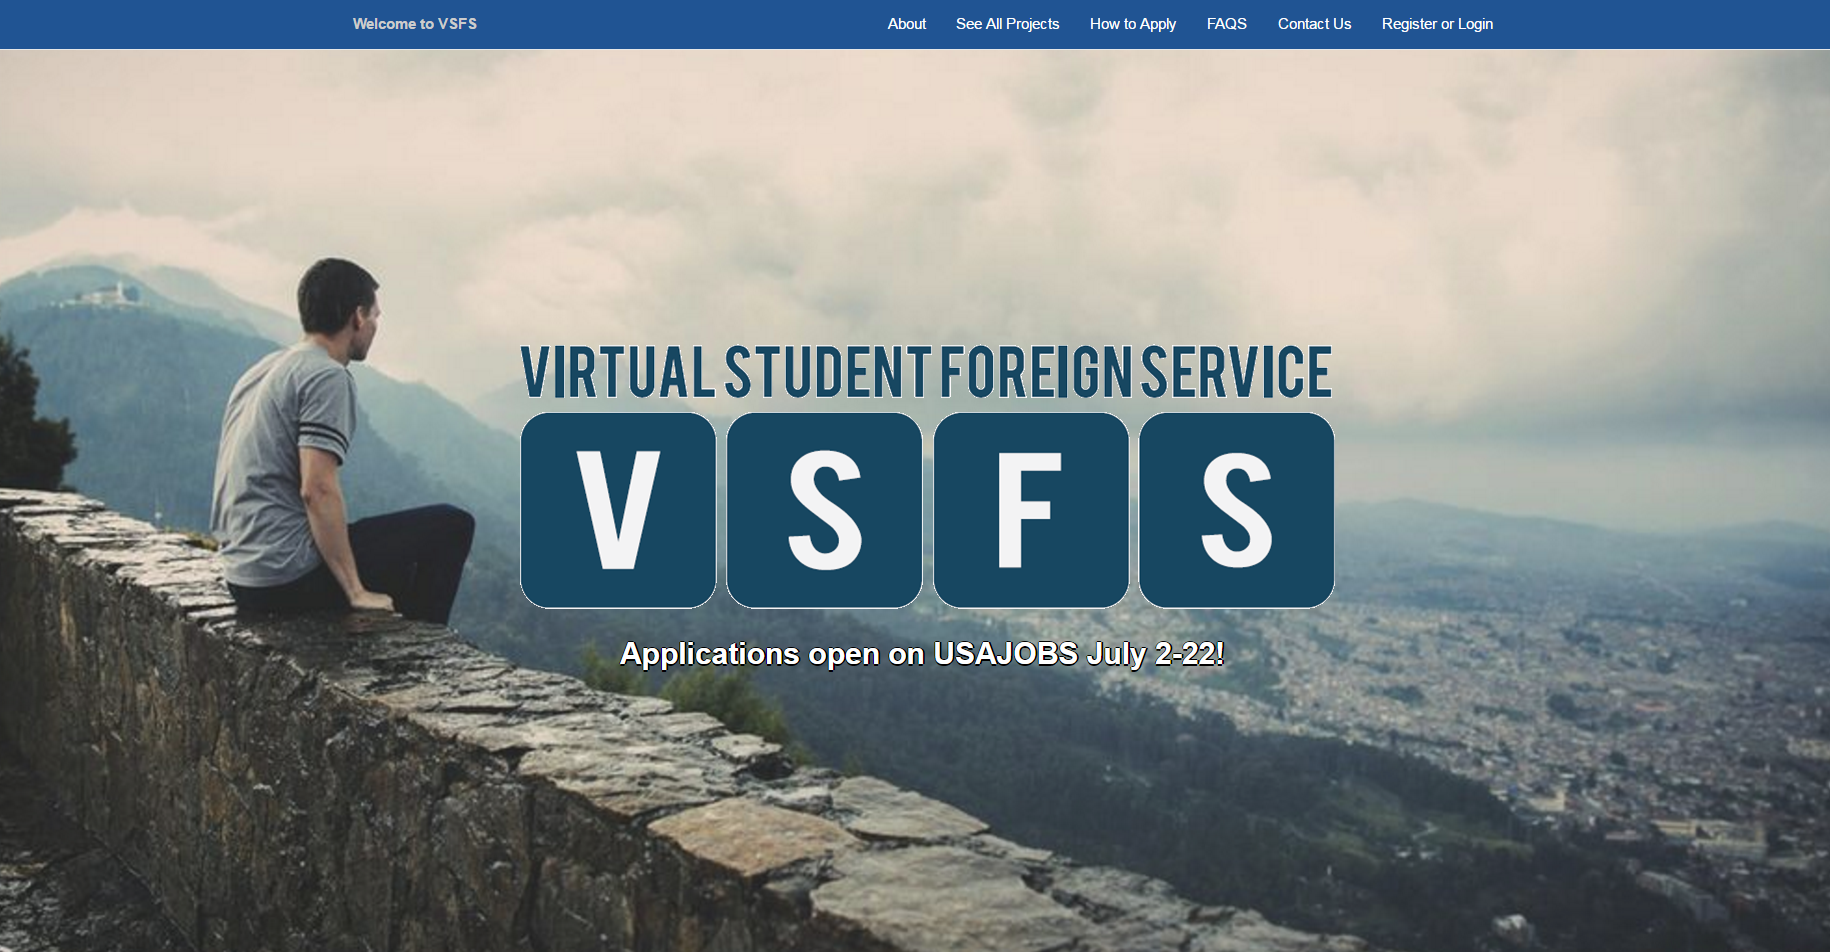 Welcome to VSFS
About See All Projects How to Apply FAQS Contact Us Register or Login
VIRTUAL STUDENT FOREIGN SERVICE
V S F S
Applications open on USAJOBS July 2-22!